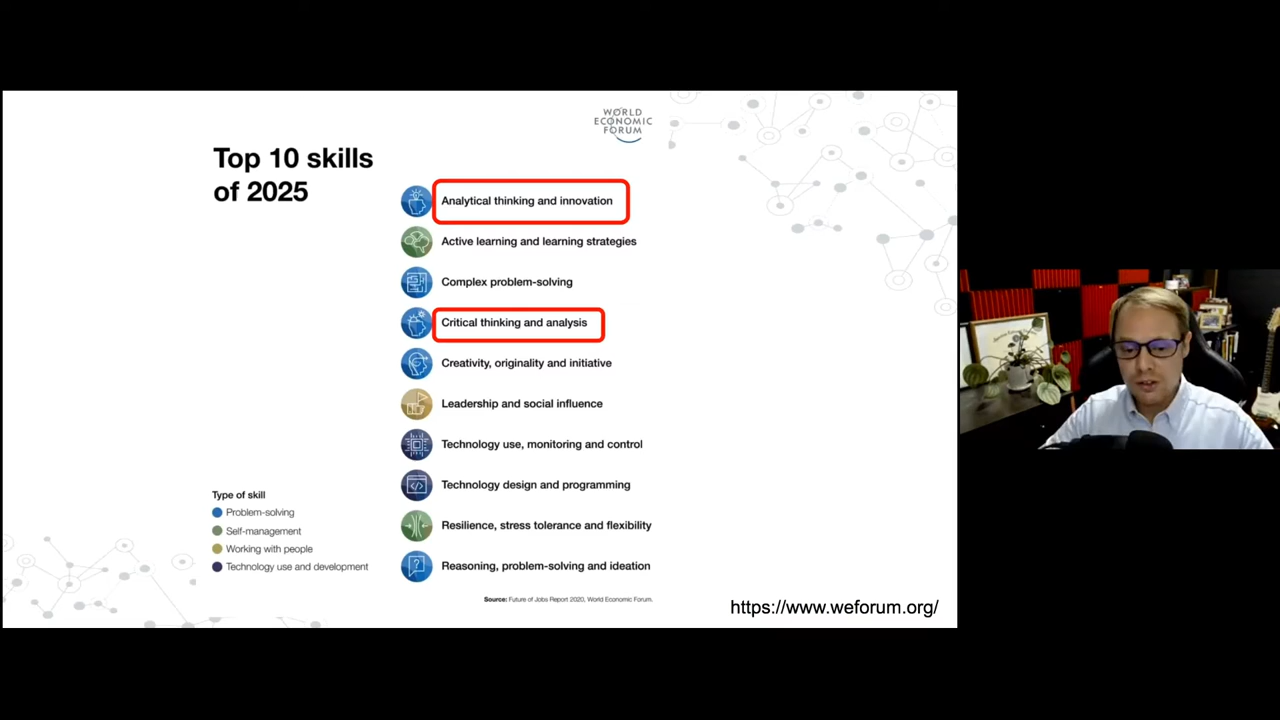 WORLD
ECONOMIC
FORUM
Top 10 skills
of 2025
Analytical thinking and innovation
Active learning and learning strategies
Complex problem-solving
Critical thinking and analysis
Creativity, originality and initiative
Leadership and social influence
Technology use, monitoring and control
Technology design and programming
Resilience, stress tolerance and flexibility
Reasoning, problem-solving and ideation
Type of skill
Problem-solving
Self-management
Working with people
Technology use and development
Source: Future of Jobs Report 2020, World Economic Forum.
https://www.weforum.org/